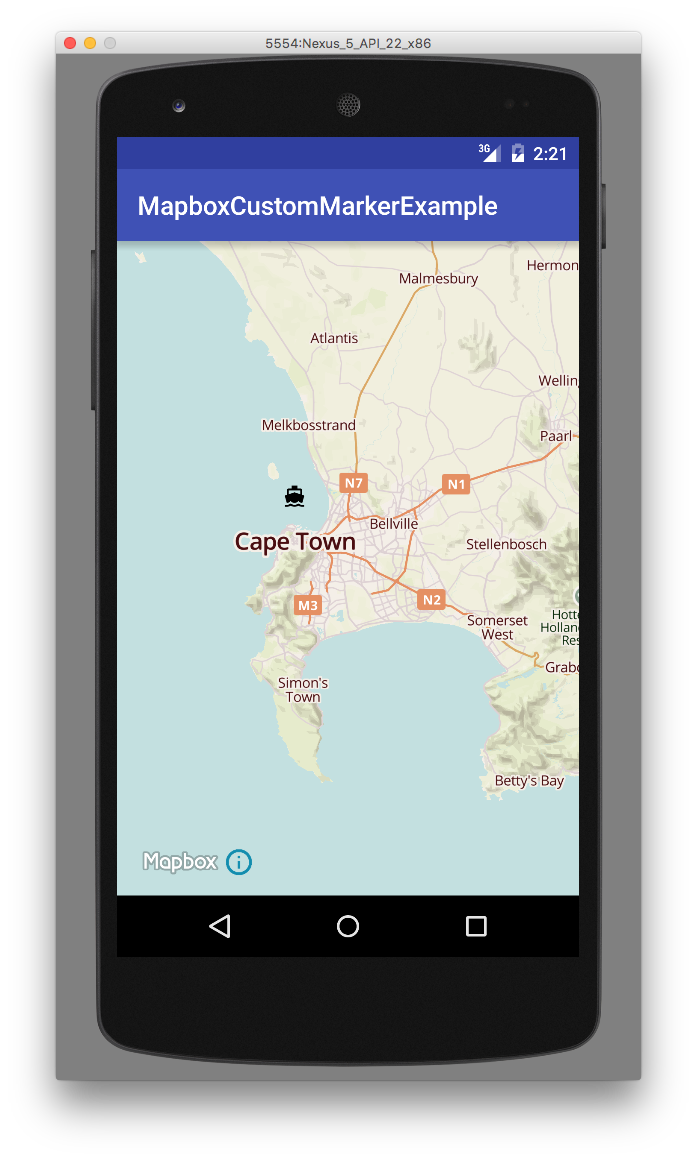 5554:Nexus_5_API_22_x86
3G 2:21
MapboxCustomMarkerExample
Hermon
Malmesbury
Atlantis
Welling
Melkbosstrand
Paarl
N7
N1
Bellville
Cape Town
Stellenbosch
N2
M3
Hotte
Hollan
Res
Somerset
West
Grabo
Simon's
Town
Betty's Bay
Mapbox